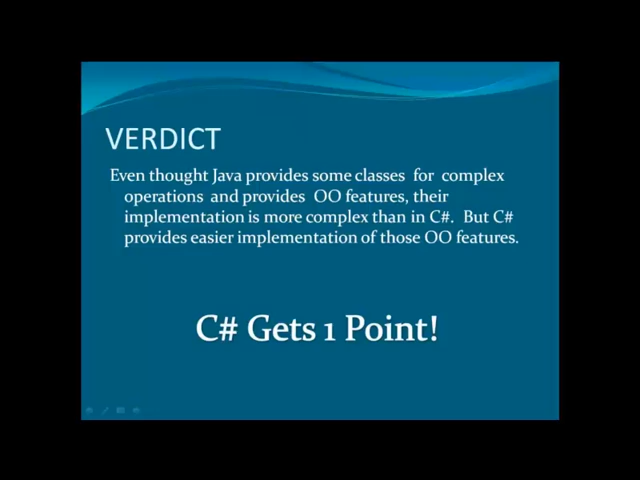 VERDICT
Even thought Java provides some classes for complex
operations and provides OO features, their
implementation is more complex than in C#. But C#
provides easier implementation of those OO features.
C# Gets 1 Point!